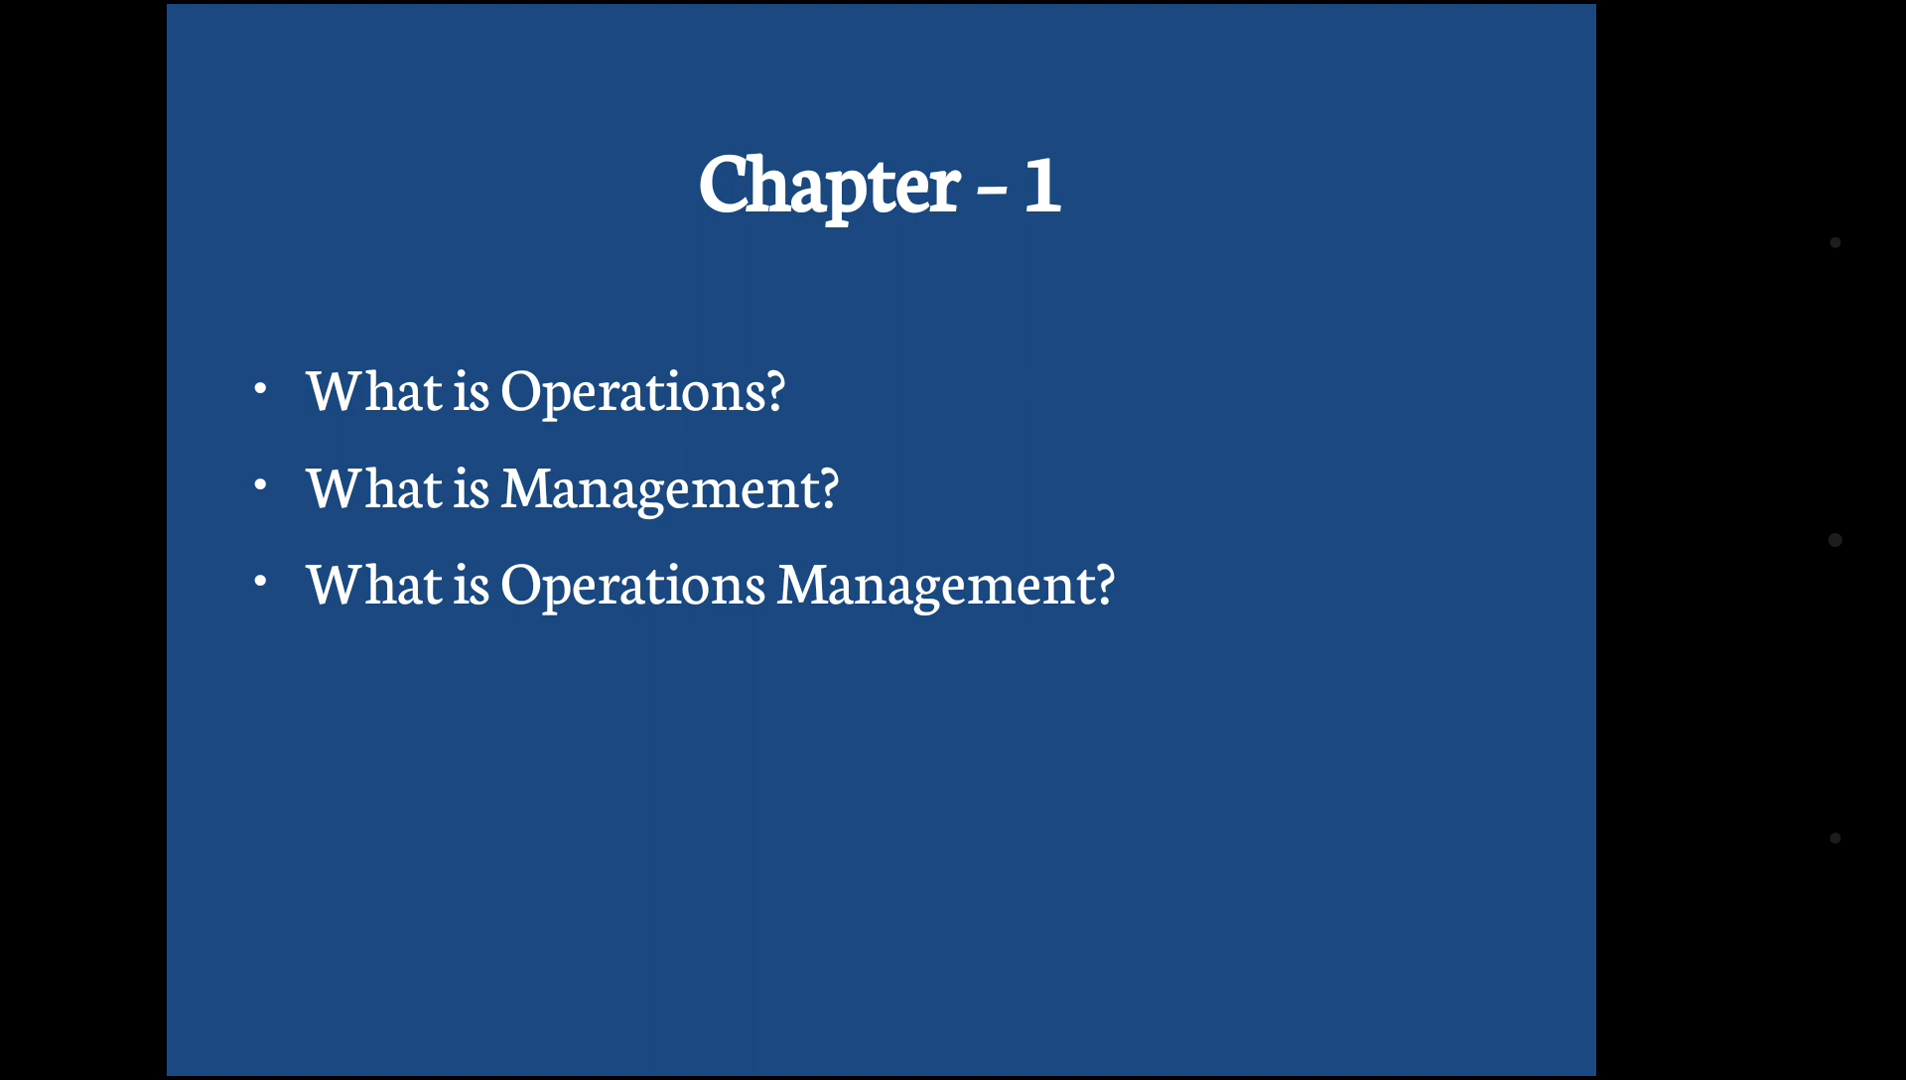 Chapter – 1
• What is Operations?
• What is Management?
• What is Operations Management?